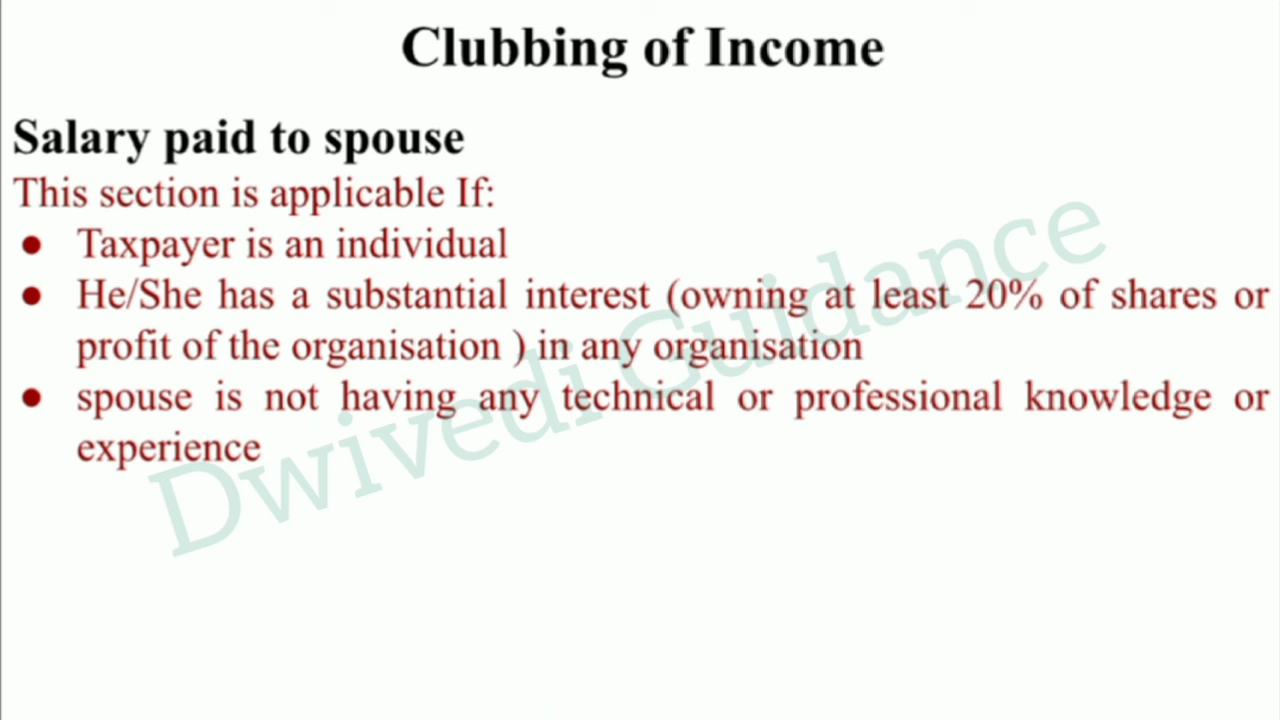 Clubbing of Income
Salary paid to spouse
This section is applicable If:
● Taxpayer is an individual
● He/She has a substantial interest (owning at least 20% of shares or
profit of the organisation ) in any organisation
● spouse is not having any technical or professional knowledge or
experience
Dwivedi Guidance